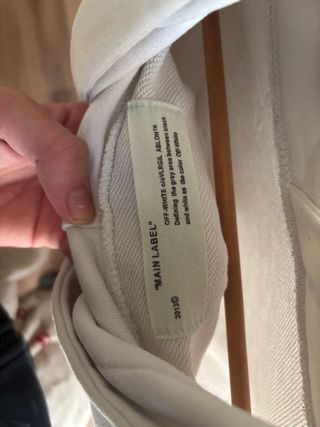 OFF-WHITE c/o VIRGIL ABLOH™
Defining the grey area between black
and white as the color Off-White
"MAIN LABEL"
2013©